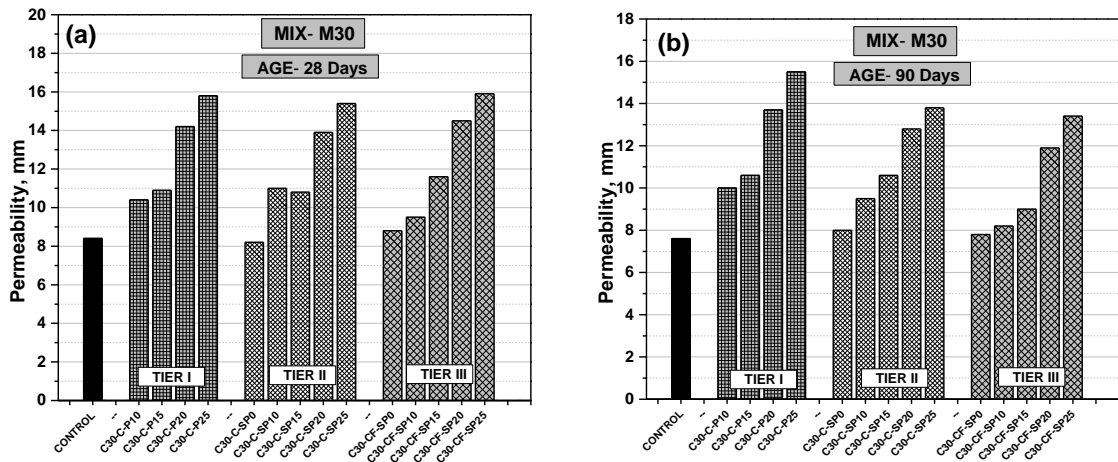 (a)
MIX- M30
AGE- 28 Days
Permeability, mm
20
18
16
14
12
10
8
6
4
2
0
TIER I
TIER II
TIER III
CONTROL
--
C30-C-P10
C30-C-P15
C30-C-P20
C30-C-P25
--
C30-C-SP0
C30-C-SP10
C30-C-SP15
C30-C-SP20
C30-C-SP25
--
C30-CF-SP0
C30-CF-SP10
C30-CF-SP15
C30-CF-SP20
C30-CF-SP25
(b)
MIX- M30
AGE- 90 Days
Permeability, mm
18
16
14
12
10
8
6
4
2
0
TIER I
TIER II
TIER III
CONTROL
--
C30-C-P10
C30-C-P15
C30-C-P20
C30-C-P25
--
C30-C-SP0
C30-C-SP10
C30-C-SP15
C30-C-SP20
C30-C-SP25
--
C30-CF-SP0
C30-CF-SP10
C30-CF-SP15
C30-CF-SP20
C30-CF-SP25